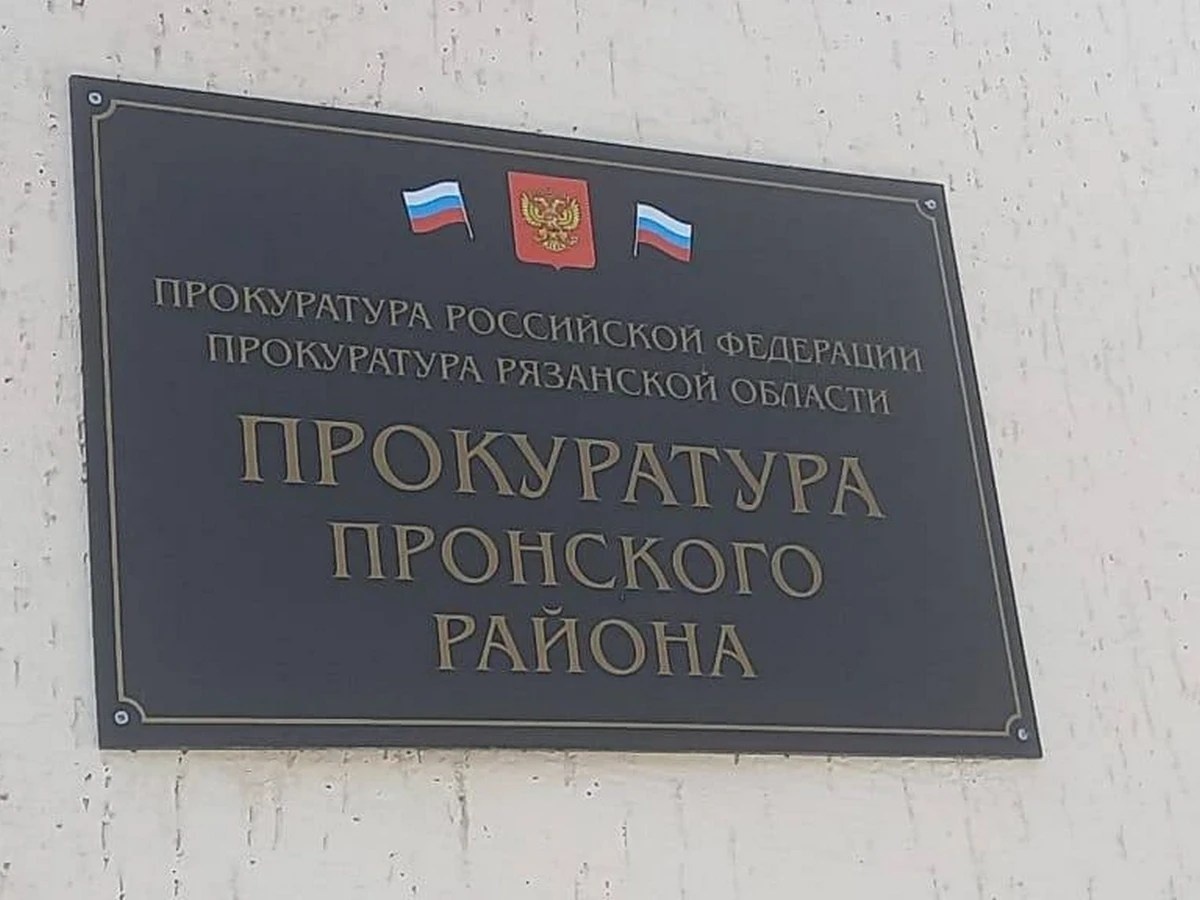 ПРОКУРАТУРА РОССИЙСКОЙ ФЕДЕРАЦИИ
ПРОКУРАТУРА РЯЗАНСКОЙ ОБЛАСТИ
ПРОКУРАТУРА
ПРОНСКОГО
РАЙОНА